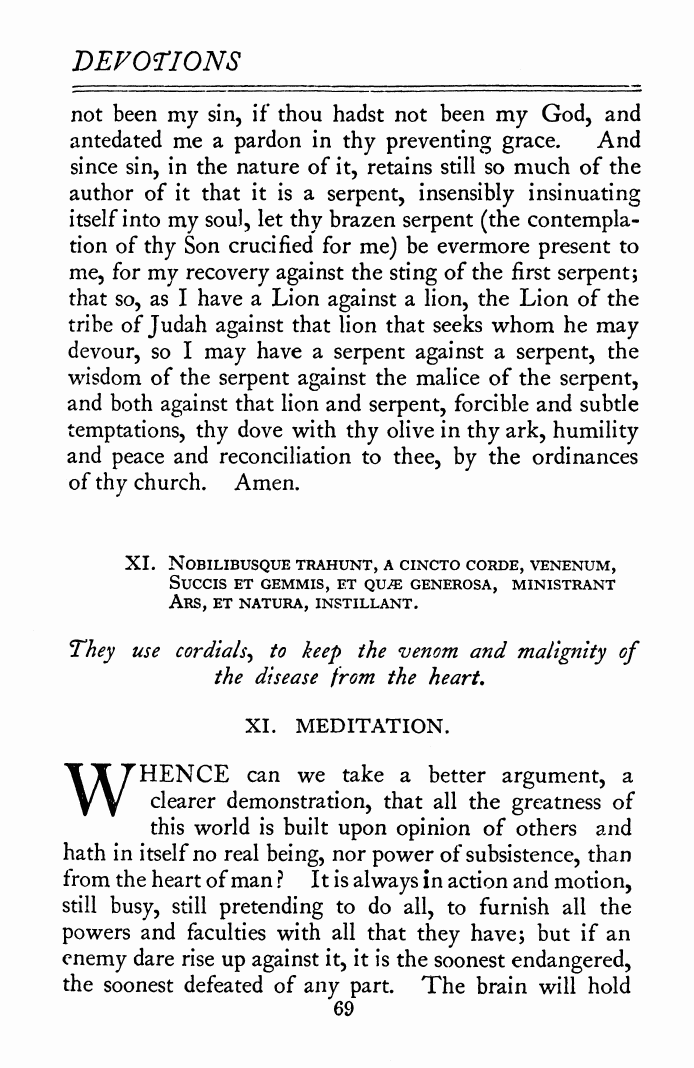 DEVOTIONS
not been my sin, if thou hadst not been my God, and
antedated me a pardon in thy preventing grace. And
since sin, in the nature of it, retains still so much of the
author of it that it is a serpent, insensibly insinuating
itself into my soul, let thy brazen serpent (the contempla-
tion of thy Son crucified for me) be evermore present to
me, for my recovery against the sting of the first serpent;
that so, as I have a Lion against a lion, the Lion of the
tribe of Judah against that lion that seeks whom he may
devour, so I may have a serpent against a serpent, the
wisdom of the serpent against the malice of the serpent,
and both against that lion and serpent, forcible and subtle
temptations, thy dove with thy olive in thy ark, humility
and peace and reconciliation to thee, by the ordinances
of thy church. Amen.
XI. NOBILIBUSQUE TRAHUNT, A CINCTO CORDE, VENENUM,
SUCCIS ET GEMMIS, ET QUÆ GENEROSA, MINISTRANT
ARS, ET NATURA, INSTILLANT.
They use cordials, to keep the venom and malignity of
the disease from the heart.
XI. MEDITATION.
WHENCE can we take a better argument, a
clearer demonstration, that all the greatness of
this world is built upon opinion of others and
hath in itself no real being, nor power of subsistence, than
from the heart of man? It is always in action and motion,
still busy, still pretending to do all, to furnish all the
powers and faculties with all that they have; but if an
enemy dare rise up against it, it is the soonest endangered,
the soonest defeated of any part. The brain will hold
69